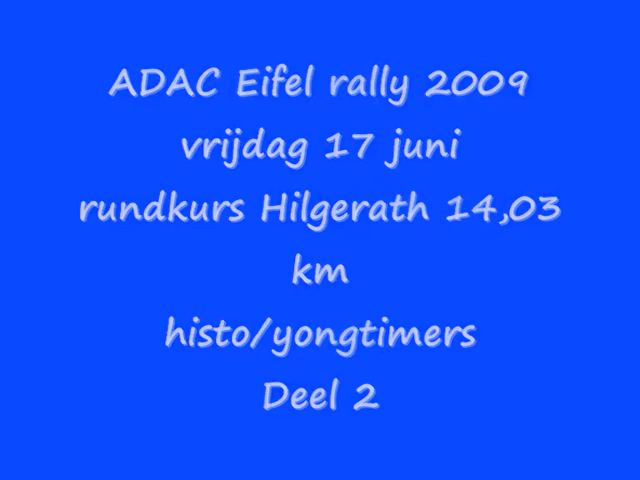 ADAC Eifel rally 2009
vrijdag 17 juni
rundkurs Hilgerath 14,03
km
histo/yongtimers
Deel 2